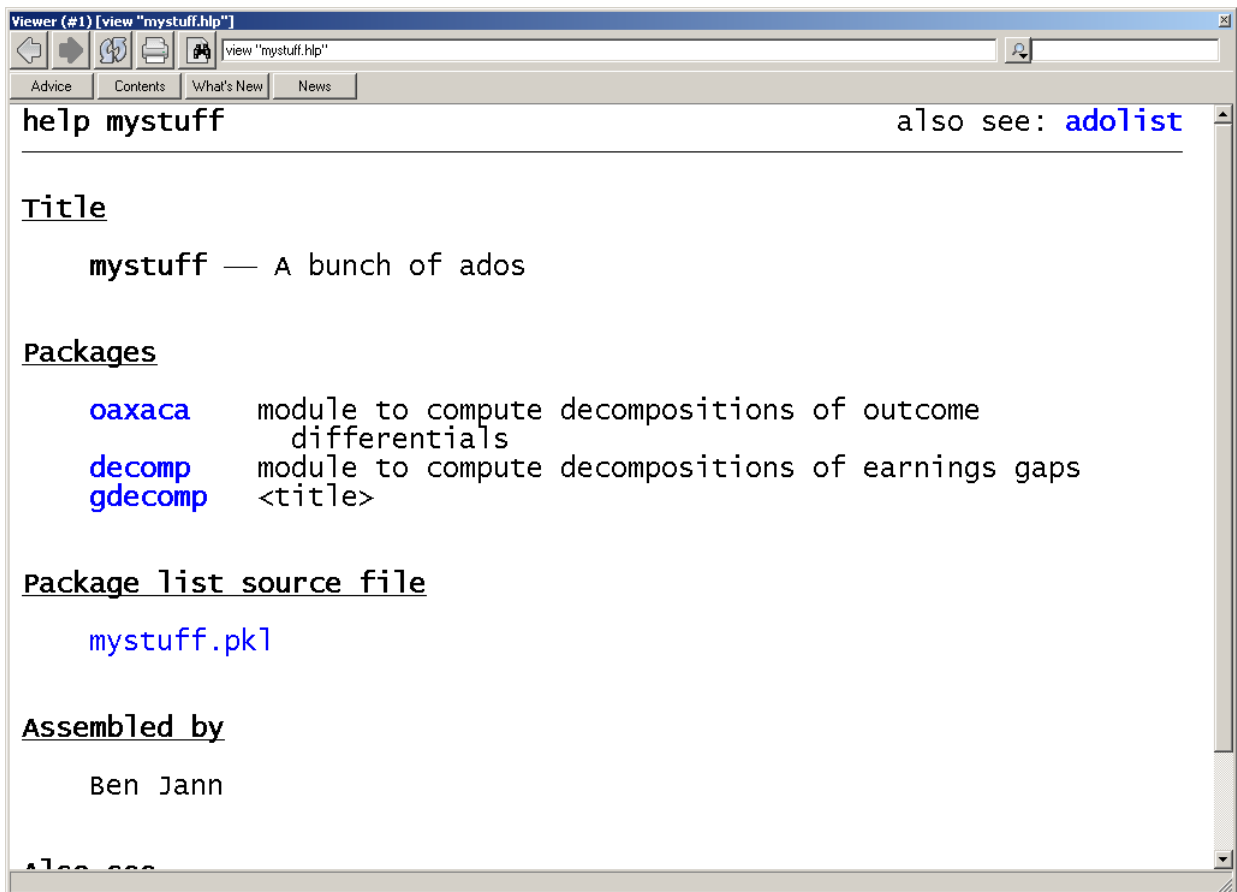 Viewer (#1) [view "mystuff.hlp"]
view "mystuff.hlp"
Advice Contents What's New News
help mystuff also see: adolist
Title
mystuff — A bunch of ados
Packages
oaxaca module to compute decompositions of outcome
differentials
decomp module to compute decompositions of earnings gaps
gdecomp <title>
Package list source file
mystuff.pkl
Assembled by
Ben Jann
Also see